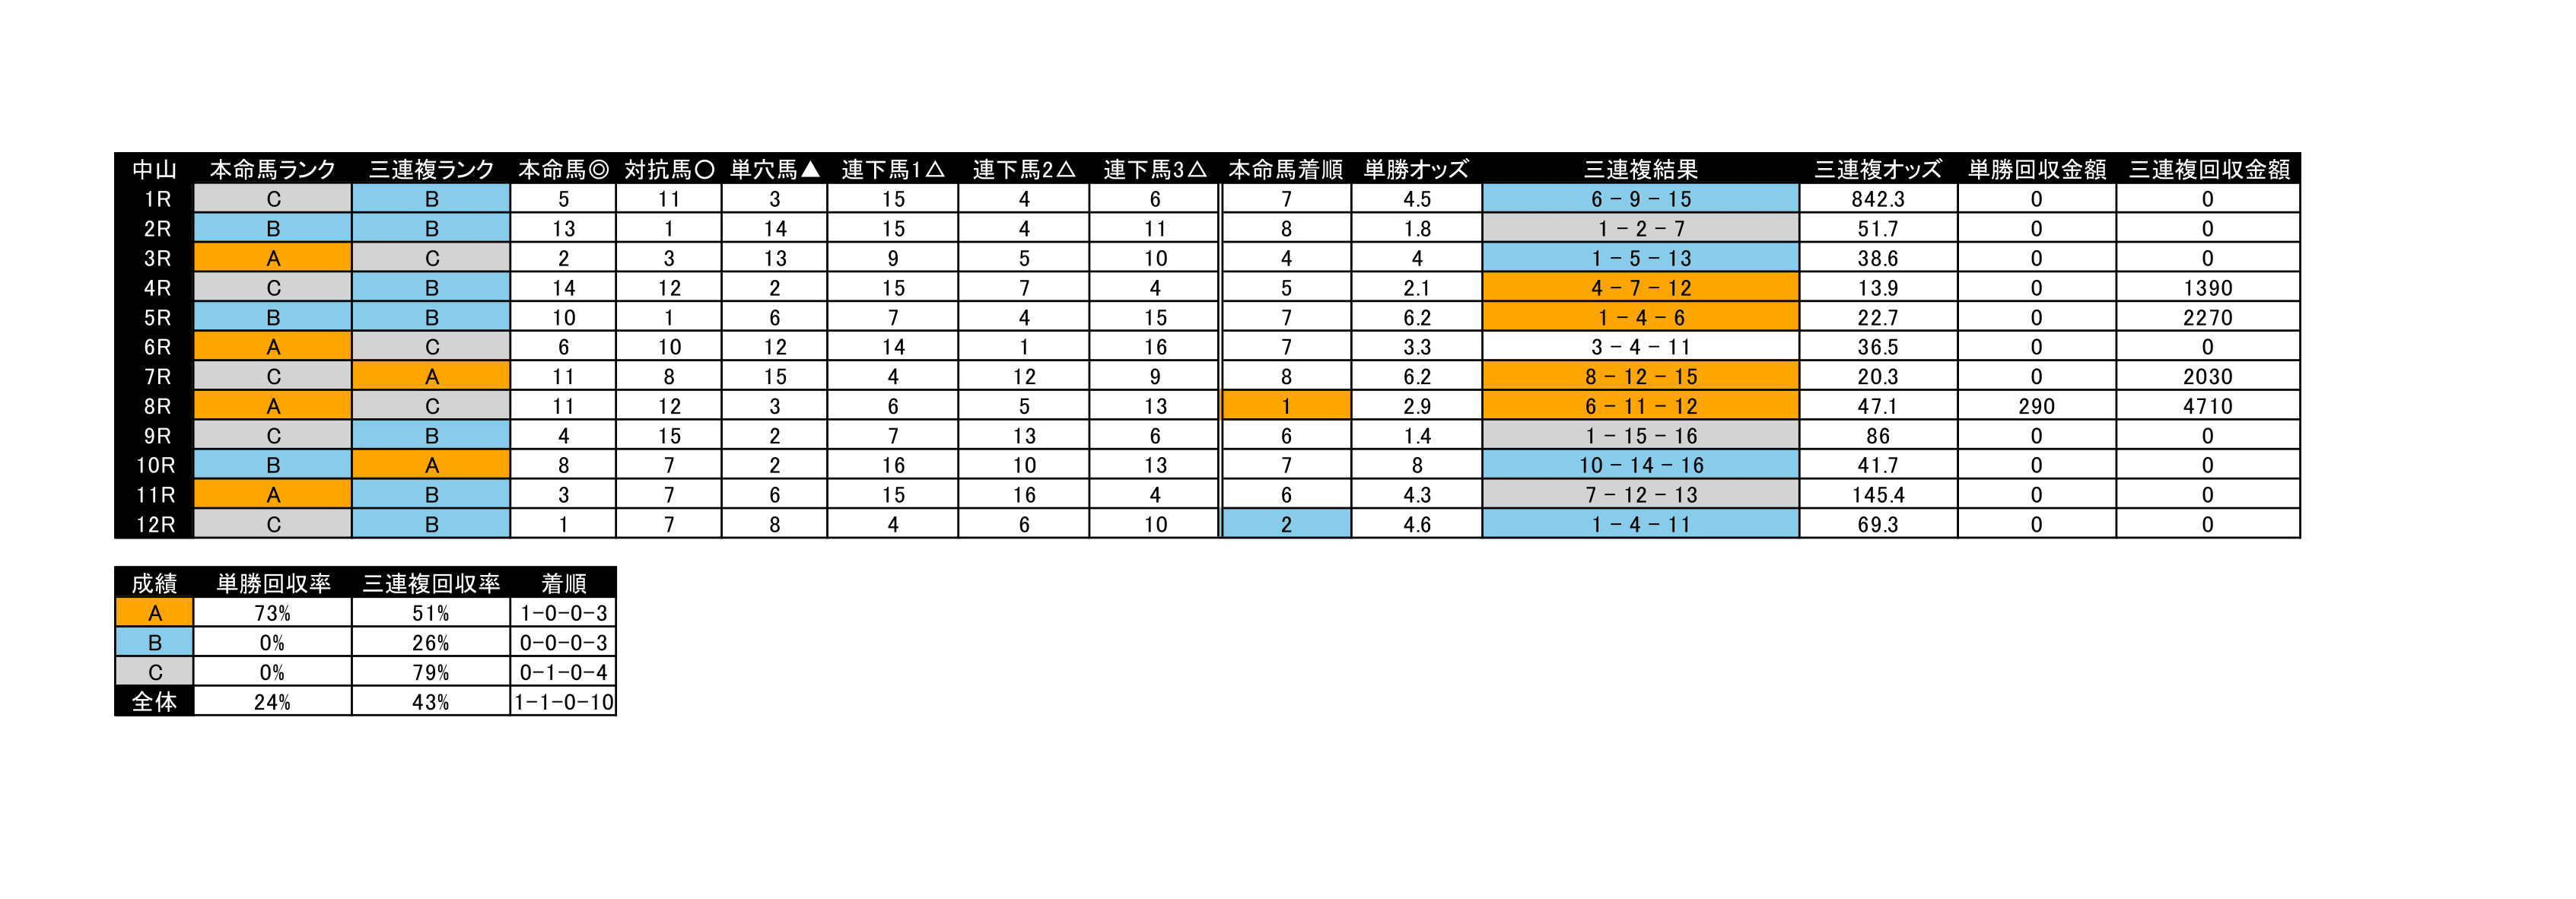 中山 本命馬ランク 三連複ランク 本命馬◎ 対抗馬〇 単穴馬▲ 連下馬1△ 連下馬2△ 連下馬3△ 本命馬着順 単勝オッズ 三連複結果 三連複オッズ 単勝回収金額 三連複回収金額
1R C B 5 11 3 15 4 6 7 4.5 6 - 9 - 15 842.3 0 0
2R B B 13 1 14 15 4 11 8 1.8 1 - 2 - 7 51.7 0 0
3R A C 2 3 13 9 5 10 4 4 1 - 5 - 13 38.6 0 0
4R C B 14 12 2 15 7 4 5 2.1 4 - 7 - 12 13.9 0 1390
5R B B 10 1 6 7 4 15 7 6.2 1 - 4 - 6 22.7 0 2270
6R A C 6 10 12 14 1 16 7 3.3 3 - 4 - 11 36.5 0 0
7R C A 11 8 15 4 12 9 8 6.2 8 - 12 - 15 20.3 0 2030
8R A C 11 12 3 6 5 13 1 2.9 6 - 11 - 12 47.1 290 4710
9R C B 4 15 2 7 13 6 6 1.4 1 - 15 - 16 86 0 0
10R B A 8 7 2 16 10 13 7 8 10 - 14 - 16 41.7 0 0
11R A B 3 7 6 15 16 4 6 4.3 7 - 12 - 13 145.4 0 0
12R C B 1 7 8 4 6 10 2 4.6 1 - 4 - 11 69.3 0 0
成績 単勝回収率 三連複回収率 着順
A 73% 51% 1-0-0-3
B 0% 26% 0-0-0-3
C 0% 79% 0-1-0-4
全体 24% 43% 1-1-0-10